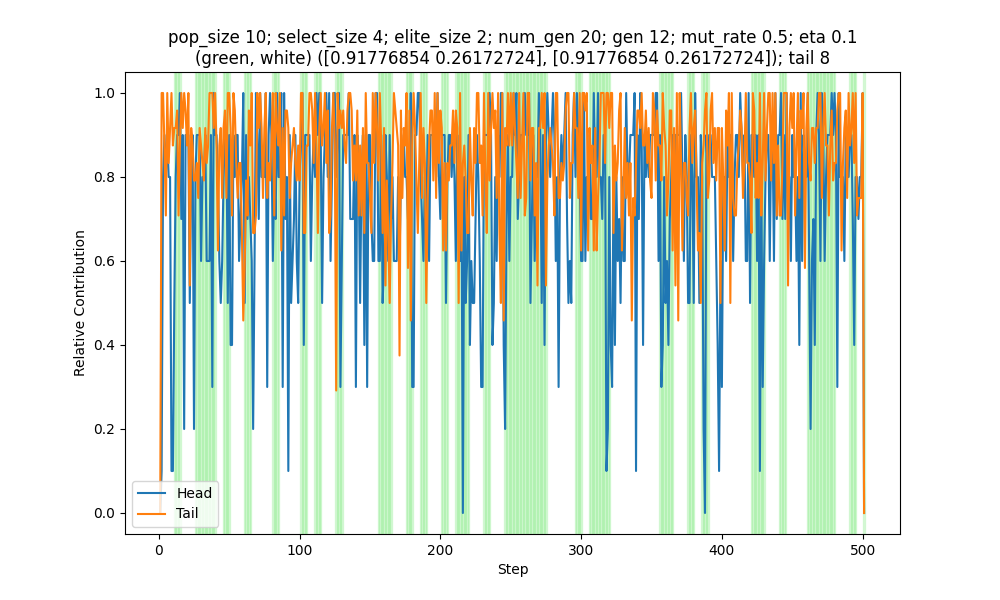 pop_size 10; select_size 4; elite_size 2; num_gen 20; gen 12; mut_rate 0.5; eta 0.1
(green, white) ([0.91776854 0.26172724], [0.91776854 0.26172724]); tail 8
1.0
0.8
0.6
0.4
0.2
0.0
Relative Contribution
Head
Tail
0
100
200
300
400
500
Step